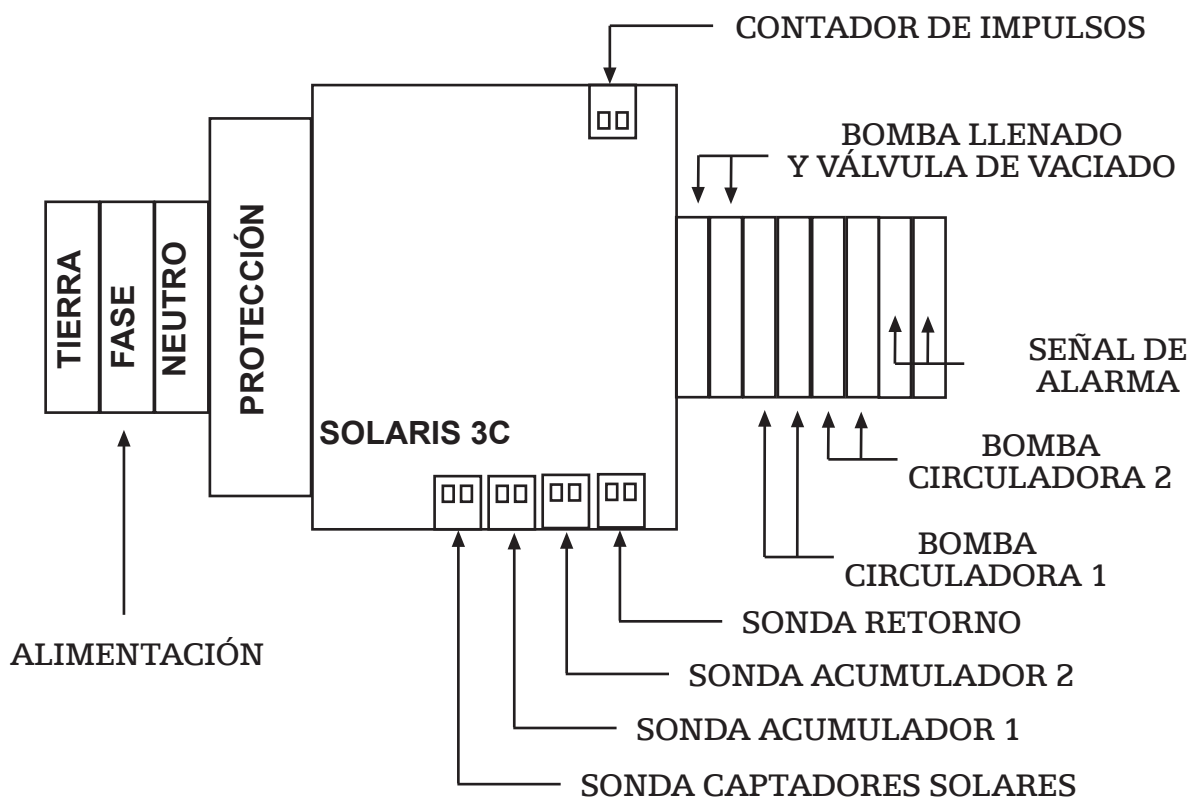 CONTADOR DE IMPULSOS
BOMBA LLENADO
Y VÁLVULA DE VACIADO
TIERRA
FASE
NEUTRO
PROTECCIÓN
SOLARIS 3C
SEÑAL DE
ALARMA
BOMBA
CIRCULADORA 2
BOMBA
CIRCULADORA 1
SONDA RETORNO
ALIMENTACIÓN
SONDA ACUMULADOR 2
SONDA ACUMULADOR 1
SONDA CAPTADORES SOLARES